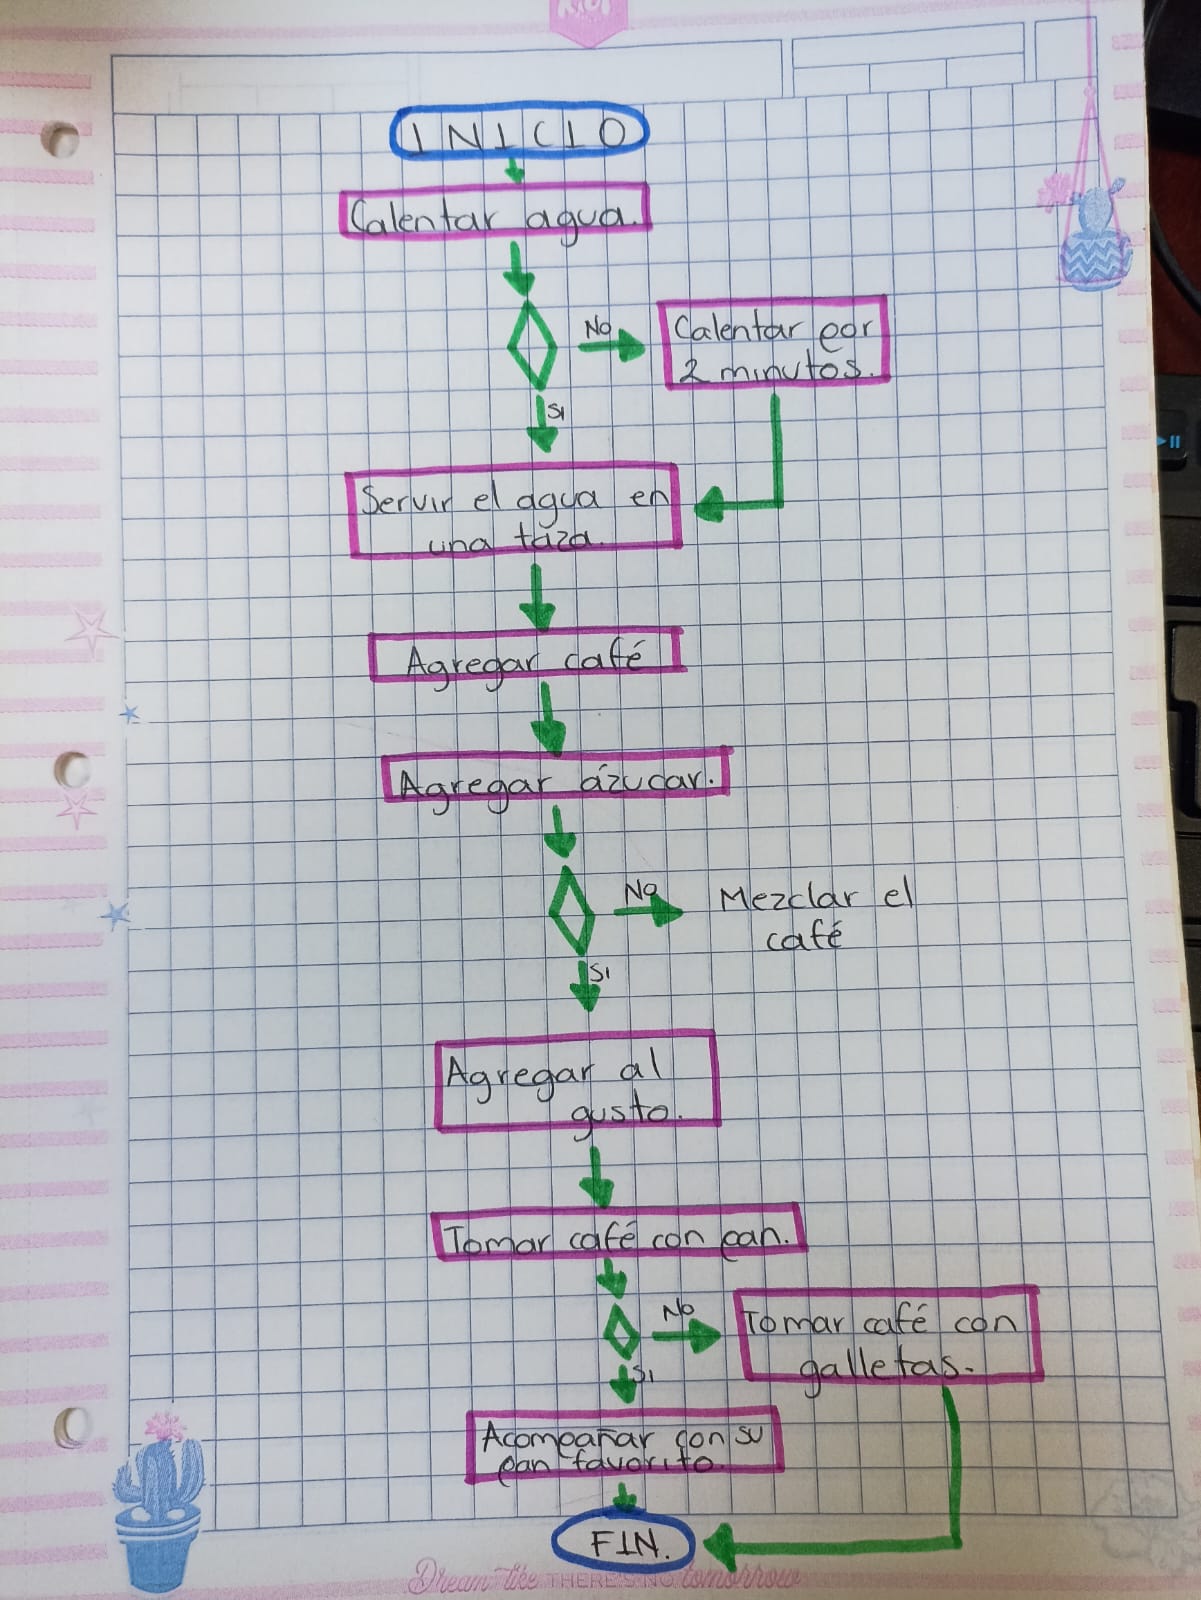 INICIO
Calentar agua.
No
Calentar por
2 minutos.
SI
Servir el agua en
una taza.
Agregar café
Agregar ázucar.
No
Mezclar el
café
SI
Agregar al
gusto.
Tomar café con pan.
No
Tomar café con
galletas.
SI
Acompañar con su
pan favorito.
FIN.
Dream like THERE'S NO tomorrow